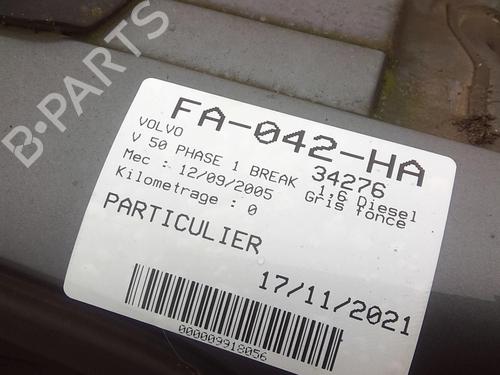 B-PARTS
FA-042-HA
VOLVO 34276
V 50 PHASE 1 BREAK 1,6 Diesel
Mec : 12/09/2005 Gris fonce
Kilometrage : 0
PARTICULIER
17/11/2021
000009918056